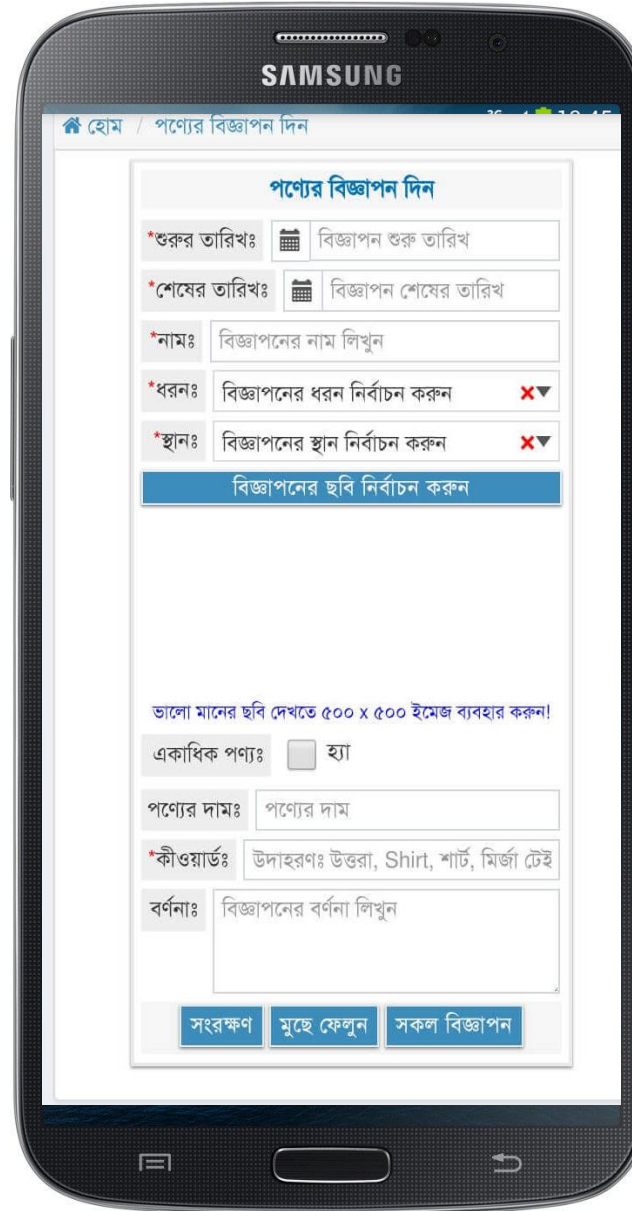 SAMSUNG
হোম / পণ্যের বিজ্ঞাপন দিন
পণ্যের বিজ্ঞাপন দিন
*শুরুর তারিখঃ বিজ্ঞাপন শুরু তারিখ
*শেষের তারিখঃ বিজ্ঞাপন শেষের তারিখ
*নামঃ বিজ্ঞাপনের নাম লিখুন
*ধরনঃ বিজ্ঞাপনের ধরন নির্বাচন করুন
*স্থানঃ বিজ্ঞাপনের স্থান নির্বাচন করুন
বিজ্ঞাপনের ছবি নির্বাচন করুন
ভালো মানের ছবি দেখতে ৫০০ x ৫০০ ইমেজ ব্যবহার করুন!
একাধিক পণ্যঃ হ্যা
পণ্যের দামঃ পণ্যের দাম
*কীওয়ার্ডঃ উদাহরণঃ উত্তরা, Shirt, শার্ট, মির্জা টেই
বর্ণনাঃ বিজ্ঞাপনের বর্ণনা লিখুন
সংরক্ষণ মুছে ফেলুন সকল বিজ্ঞাপন